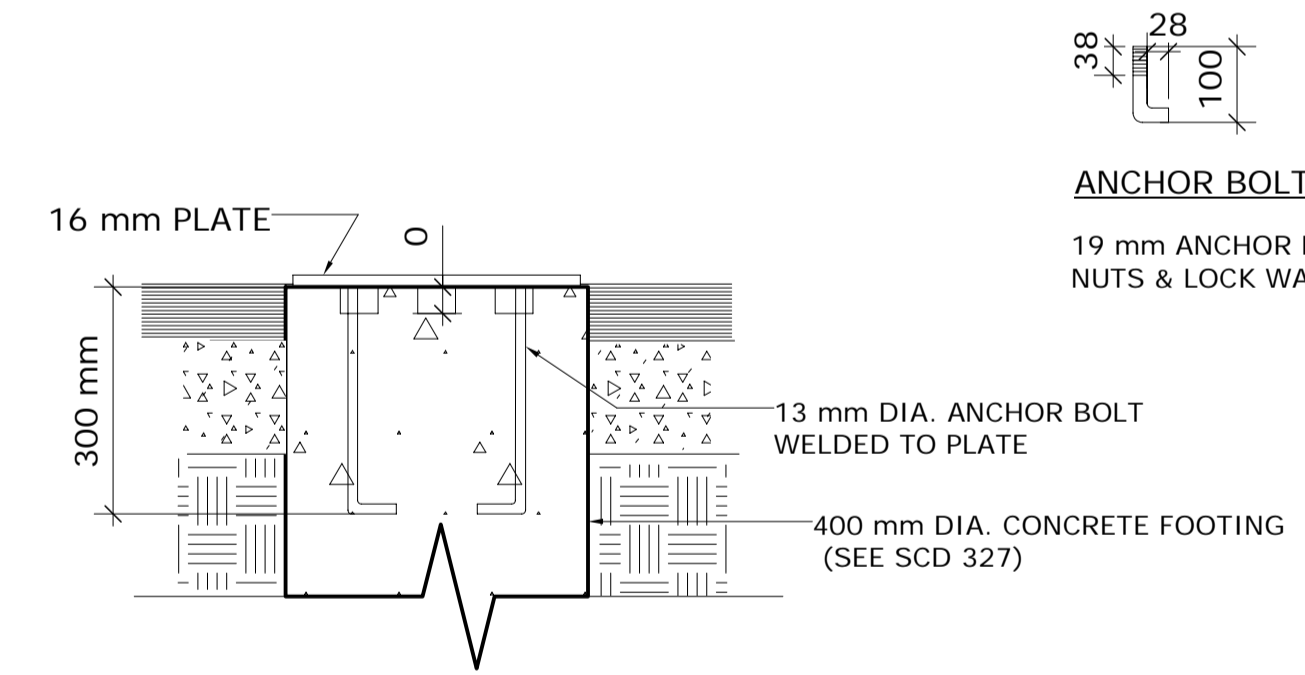 28
38
100
ANCHOR BOLT
19 mm ANCHOR
NUTS & LOCK
16 mm PLATE
0
300 mm
13 mm DIA. ANCHOR BOLT
WELDED TO PLATE
400 mm DIA. CONCRETE FOOTING
(SEE SCD 327)